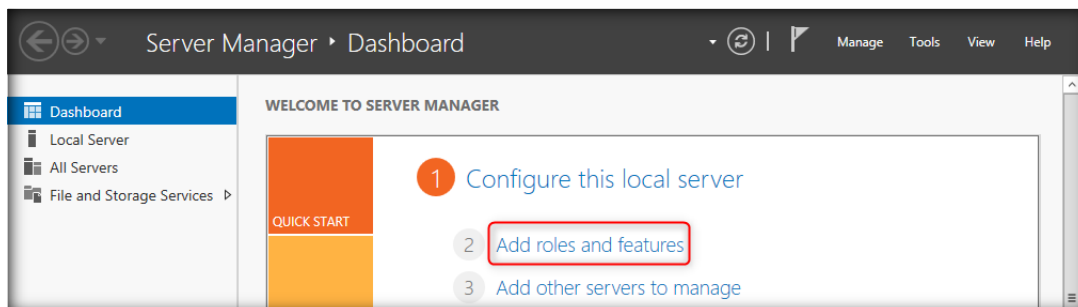 Server Manager ‣ Dashboard
Manage Tools View Help
Dashboard
Local Server
All Servers
File and Storage Services
WELCOME TO SERVER MANAGER
QUICK START
1 Configure this local server
2 Add roles and features
3 Add other servers to manage